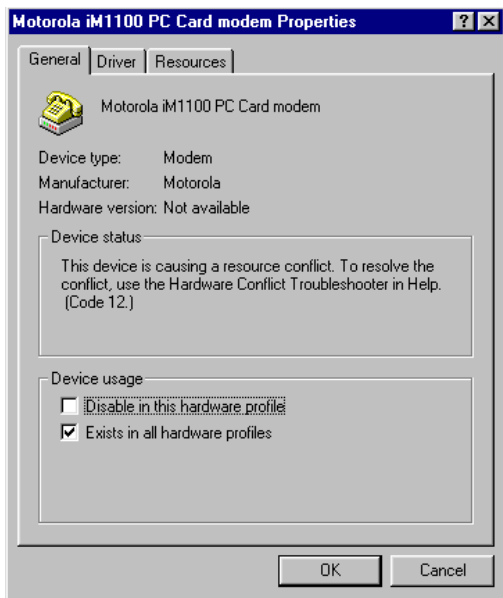 Motorola iM1100 PC Card modem Properties
General Driver Resources
Motorola iM1100 PC Card modem
Device type: Modem
Manufacturer: Motorola
Hardware version: Not available
Device status
This device is causing a resource conflict. To resolve the
conflict, use the Hardware Conflict Troubleshooter in Help.
(Code 12.)
Device usage
Disable in this hardware profile
Exists in all hardware profiles
OK Cancel